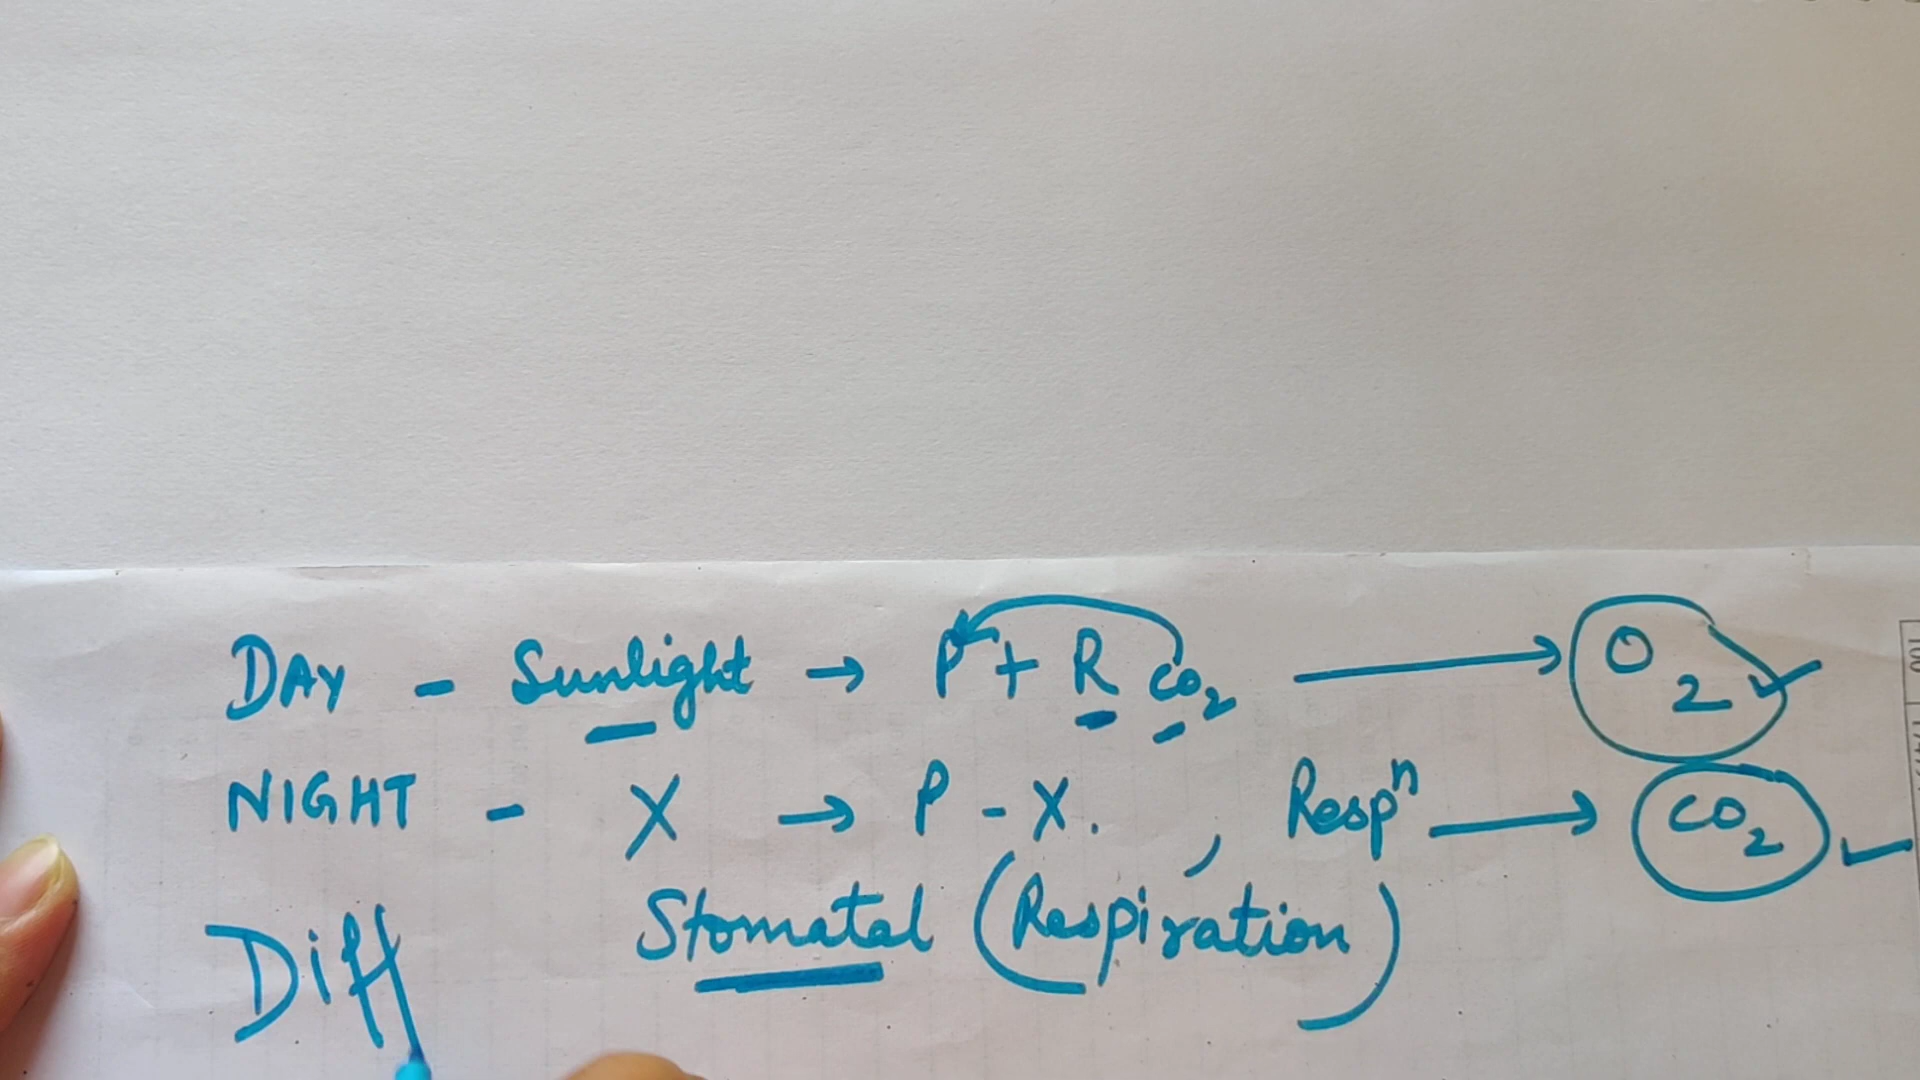 DAY - Sunlight → P + R CO₂ → O₂ ✓
NIGHT - X → P - X. , Respⁿ → CO₂ ✓
Stomatal (Respiration)
Diff